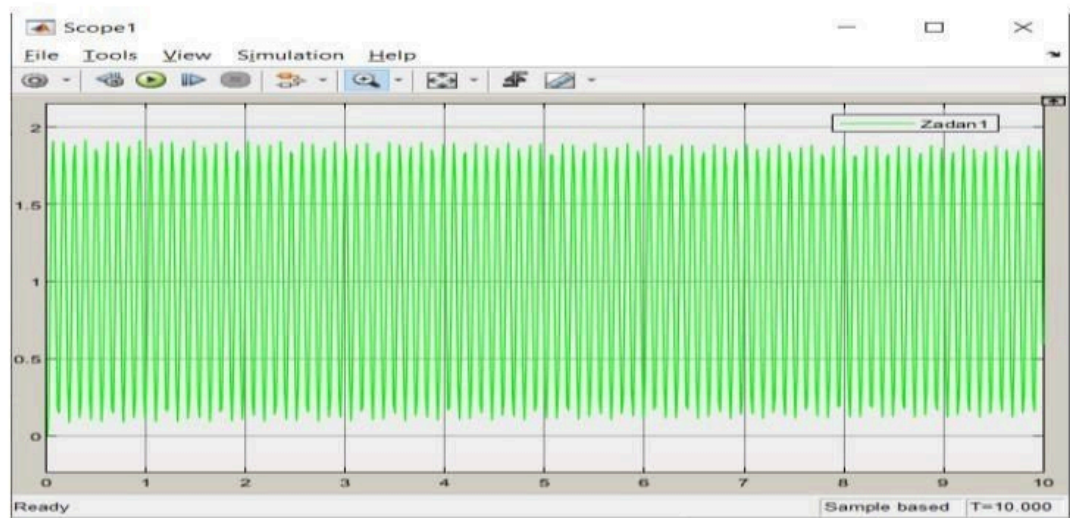 Scope1
File Tools View Simulation Help
Zadan1
2
1.5
1
0.5
0
0 1 2 3 4 5 6 7 8 9 10
Ready Sample based T=10.000